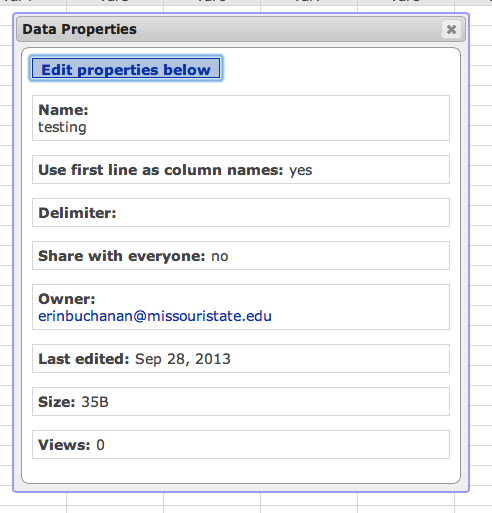 Data Properties
Edit properties below
Name:
testing
Use first line as column names: yes
Delimiter:
Share with everyone: no
Owner:
erinbuchanan@missouristate.edu
Last edited: Sep 28, 2013
Size: 35B
Views: 0